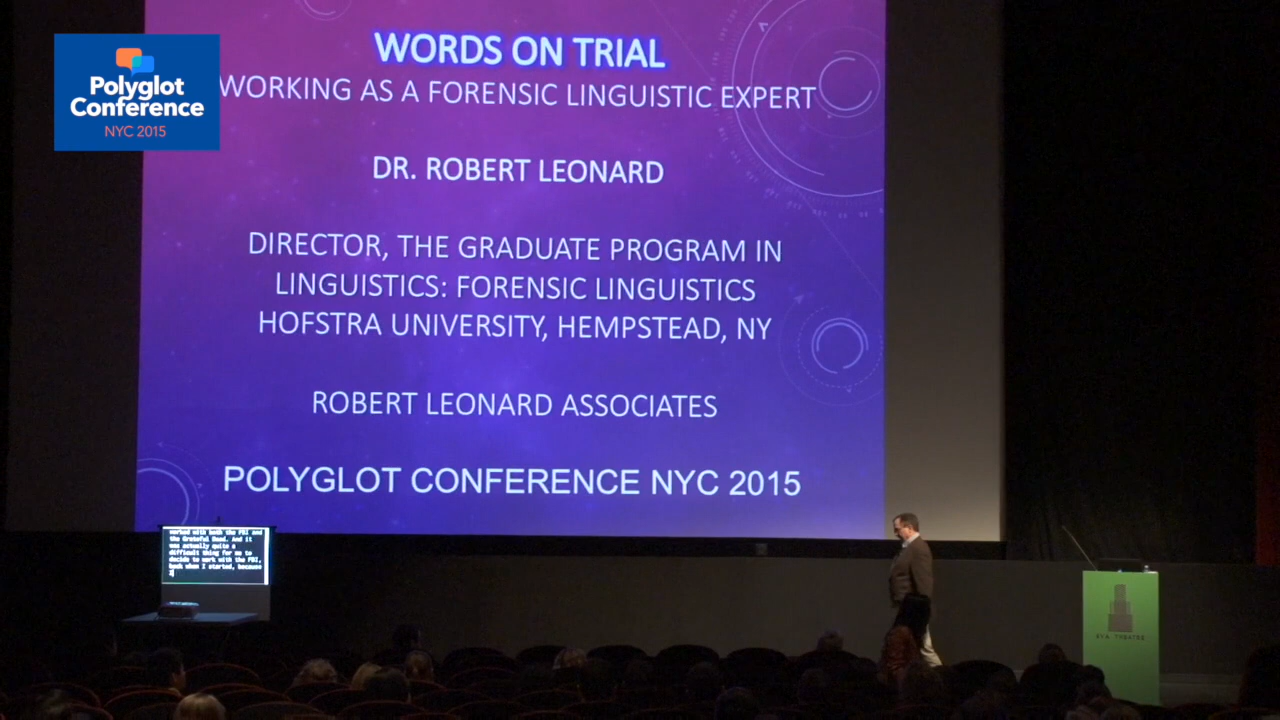 Polyglot
Conference
NYC 2015
WORDS ON TRIAL
WORKING AS A FORENSIC LINGUISTIC EXPERT
DR. ROBERT LEONARD
DIRECTOR, THE GRADUATE PROGRAM IN
LINGUISTICS: FORENSIC LINGUISTICS
HOFSTRA UNIVERSITY, HEMPSTEAD, NY
ROBERT LEONARD ASSOCIATES
POLYGLOT CONFERENCE NYC 2015
worked with both the FBI and
the Grateful Dead. And it
was actually quite a
difficult thing for me to
decide to work with the FBI,
back when I started, because
I
SVA THEATRE